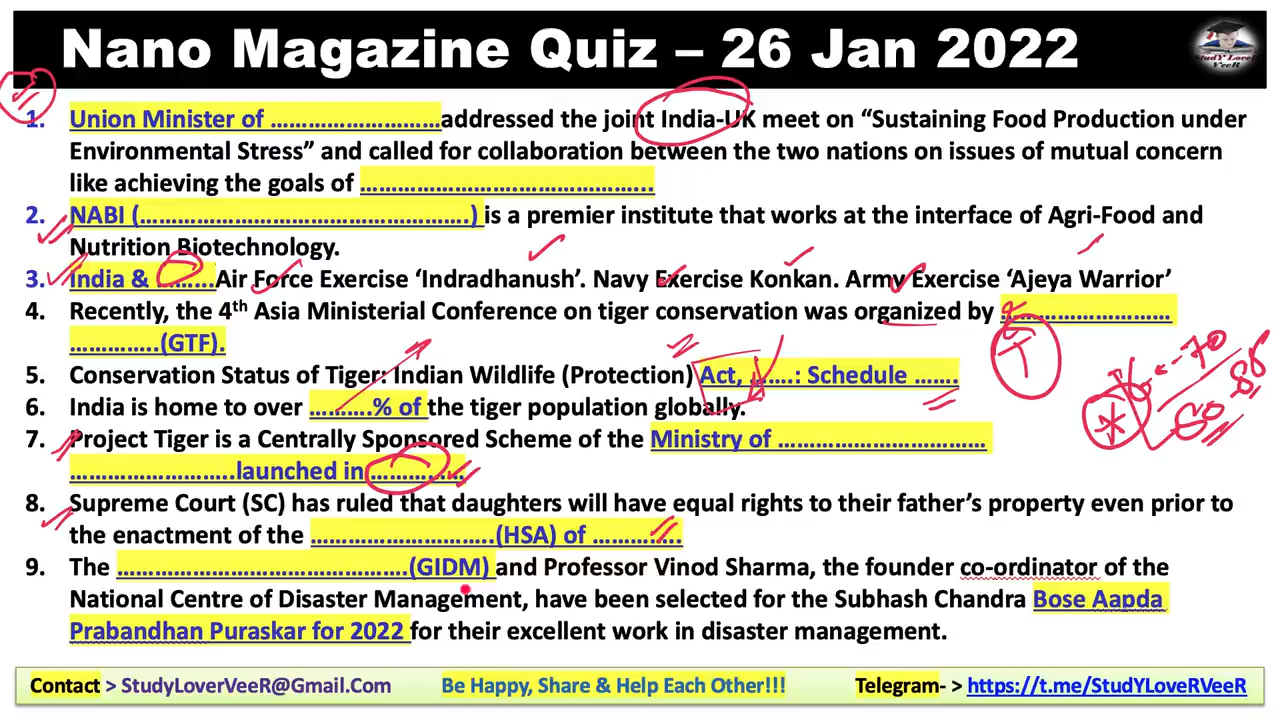 Nano Magazine Quiz – 26 Jan 2022
StudY LoveR
VeeR
1. Union Minister of ………………………addressed the joint India-UK meet on “Sustaining Food Production under
Environmental Stress” and called for collaboration between the two nations on issues of mutual concern
like achieving the goals of …………………….………………..
2. NABI (…………………………………………….) is a premier institute that works at the interface of Agri-Food and
Nutrition Biotechnology.
3. India & ……...Air Force Exercise ‘Indradhanush’. Navy Exercise Konkan. Army Exercise ‘Ajeya Warrior’
4. Recently, the 4th Asia Ministerial Conference on tiger conservation was organized by ………………………
…………..(GTF).
5. Conservation Status of Tiger: Indian Wildlife (Protection) Act, …….: Schedule …….
6. India is home to over ……….% of the tiger population globally.
7. Project Tiger is a Centrally Sponsored Scheme of the Ministry of ……………………………
……………………..launched in ……………
8. Supreme Court (SC) has ruled that daughters will have equal rights to their father’s property even prior to
the enactment of the ………………………..(HSA) of …………..
9. The ……………………………………….(GIDM) and Professor Vinod Sharma, the founder co-ordinator of the
National Centre of Disaster Management, have been selected for the Subhash Chandra Bose Aapda
Prabandhan Puraskar for 2022 for their excellent work in disaster management.
T
70
Contact > StudyLoverVeeR@Gmail.Com Be Happy, Share & Help Each Other!!! Telegram- > https://t.me/StudYLoveRVeeR